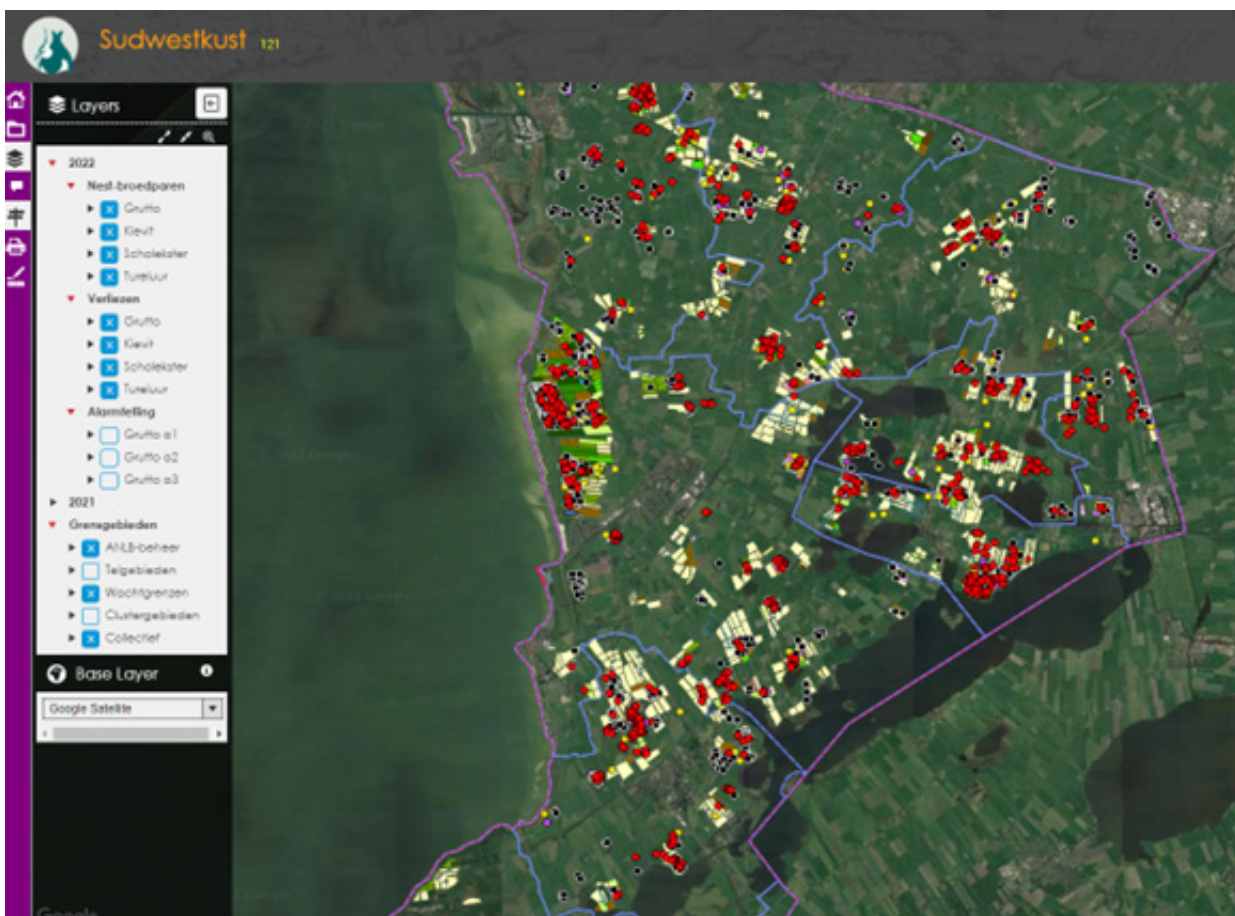 Sudwestkust 121
Layers
2022
Nest-broedparen
Grutto
Kievit
Scholekster
Tureluur
Verliezen
Grutto
Kievit
Scholekster
Tureluur
Alarmtelling
Grutto a1
Grutto a2
Grutto a3
2021
Grensgebieden
ANLB-beheer
Telgebieden
Wachtgrenzen
Clustergebieden
Collectief
Base Layer
Google Satellite
Google